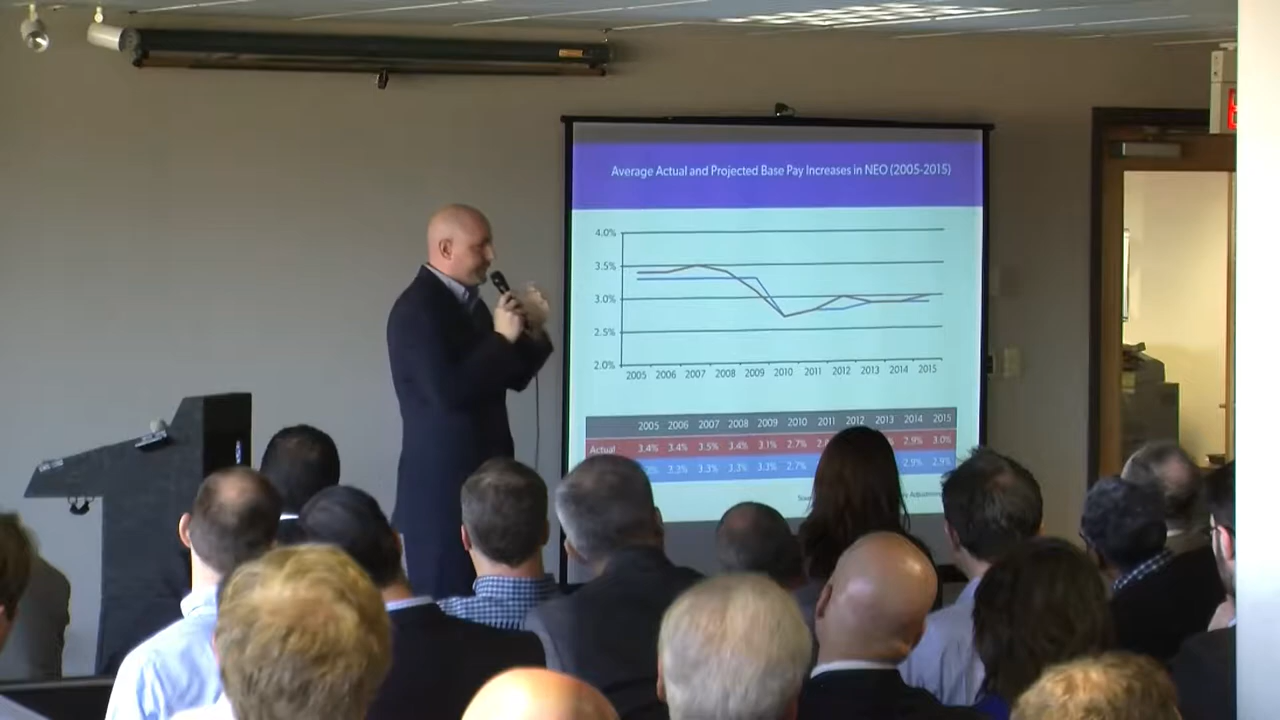 Average Actual and Projected Base Pay Increases in NEO (2005-2015)
4.0%
3.5%
3.0%
2.5%
2.0%
2005 2006 2007 2008 2009 2010 2011 2012 2013 2014 2015
2005 2006 2007 2008 2009 2010 2011 2012 2013 2014 2015
Actual 3.4% 3.4% 3.5% 3.4% 3.1% 2.7% 2.9% 3.0%
3.3% 3.3% 3.3% 3.3% 2.7% 2.9% 2.9%